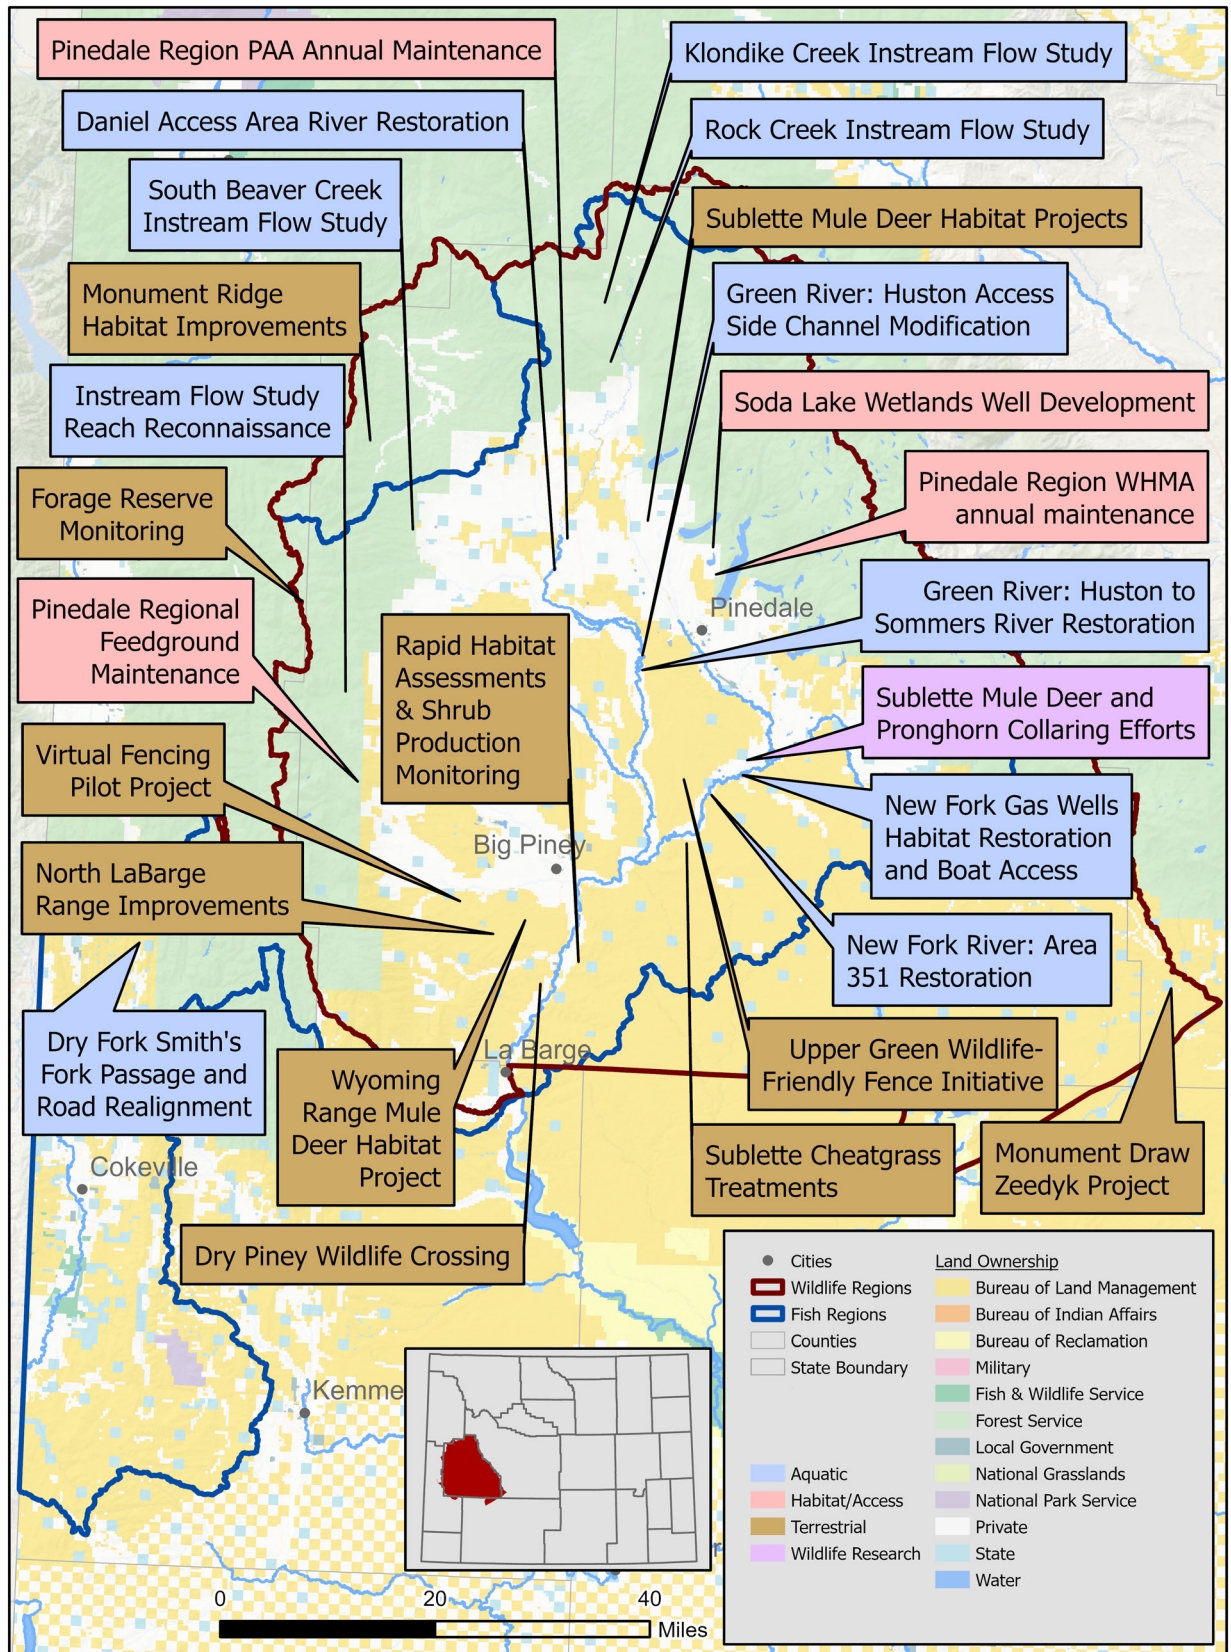 Pinedale Region PAA Annual Maintenance
Klondike Creek Instream Flow Study
Daniel Access Area River Restoration
Rock Creek Instream Flow Study
South Beaver Creek
Instream Flow Study
Sublette Mule Deer Habitat Projects
Monument Ridge
Habitat Improvements
Green River: Huston Access
Side Channel Modification
Instream Flow Study
Reach Reconnaissance
Soda Lake Wetlands Well Development
Forage Reserve
Monitoring
Pinedale Region WHMA
annual maintenance
Pinedale Regional
Feedground
Maintenance
Pinedale
Green River: Huston to
Sommers River Restoration
Rapid Habitat
Assessments
& Shrub
Production
Monitoring
Sublette Mule Deer and
Pronghorn Collaring Efforts
Virtual Fencing
Pilot Project
New Fork Gas Wells
Habitat Restoration
and Boat Access
Big Piney
North LaBarge
Range Improvements
New Fork River: Area
351 Restoration
Dry Fork Smith's
Fork Passage and
Road Realignment
La Barge
Wyoming
Range Mule
Deer Habitat
Project
Upper Green Wildlife-
Friendly Fence Initiative
Sublette Cheatgrass
Treatments
Monument Draw
Zeedyk Project
Cokeville
Dry Piney Wildlife Crossing
Kemme
Cities
Wildlife Regions
Fish Regions
Counties
State Boundary
Aquatic
Habitat/Access
Terrestrial
Wildlife Research
Land Ownership
Bureau of Land Management
Bureau of Indian Affairs
Bureau of Reclamation
Military
Fish & Wildlife Service
Forest Service
Local Government
National Grasslands
National Park Service
Private
State
Water
0 20 40
Miles